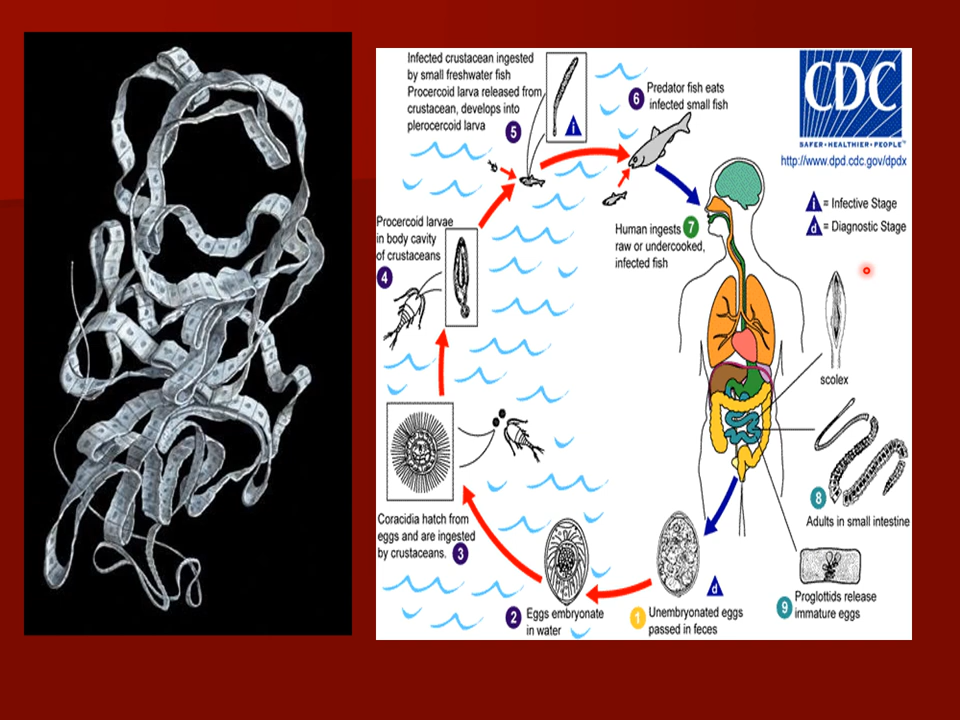 Infected crustacean ingested
by small freshwater fish
Procercoid larva released from
crustacean, develops into
plerocercoid larva
5
i
6
Predator fish eats
infected small fish
CDC
SAFER • HEALTHIER • PEOPLE™
http://www.dpd.cdc.gov/dpdx
i = Infective Stage
d = Diagnostic Stage
Procercoid larvae
in body cavity
of crustaceans
4
Human ingests 7
raw or undercooked,
infected fish
scolex
8
Adults in small intestine
Coracidia hatch from
eggs and are ingested
by crustaceans. 3
2 Eggs embryonate
in water
d
1 Unembryonated eggs
passed in feces
9 Proglottids release
immature eggs